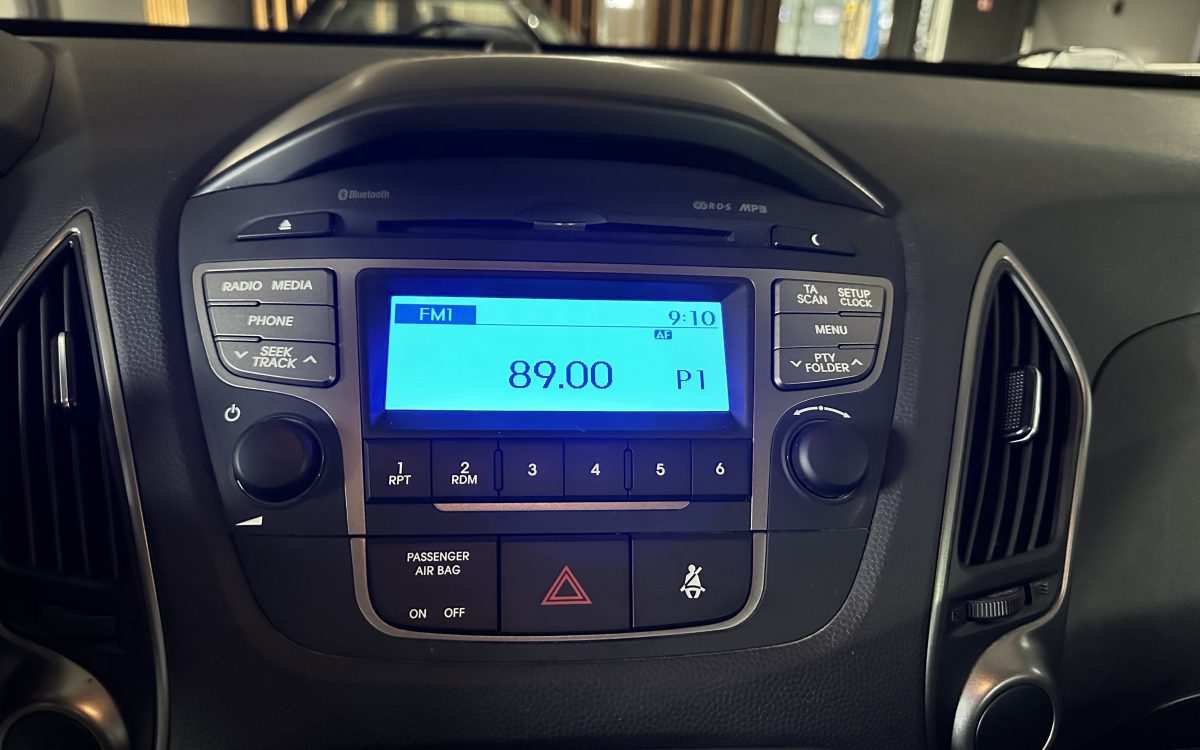 Bluetooth
R·D·S MP3
RADIO MEDIA
PHONE
SEEK
TRACK
FM1
9:10
AF
89.00
P1
TA
SCAN
SETUP
CLOCK
MENU
PTY
FOLDER
1
RPT
2
RDM
3
4
5
6
PASSENGER
AIR BAG
ON OFF